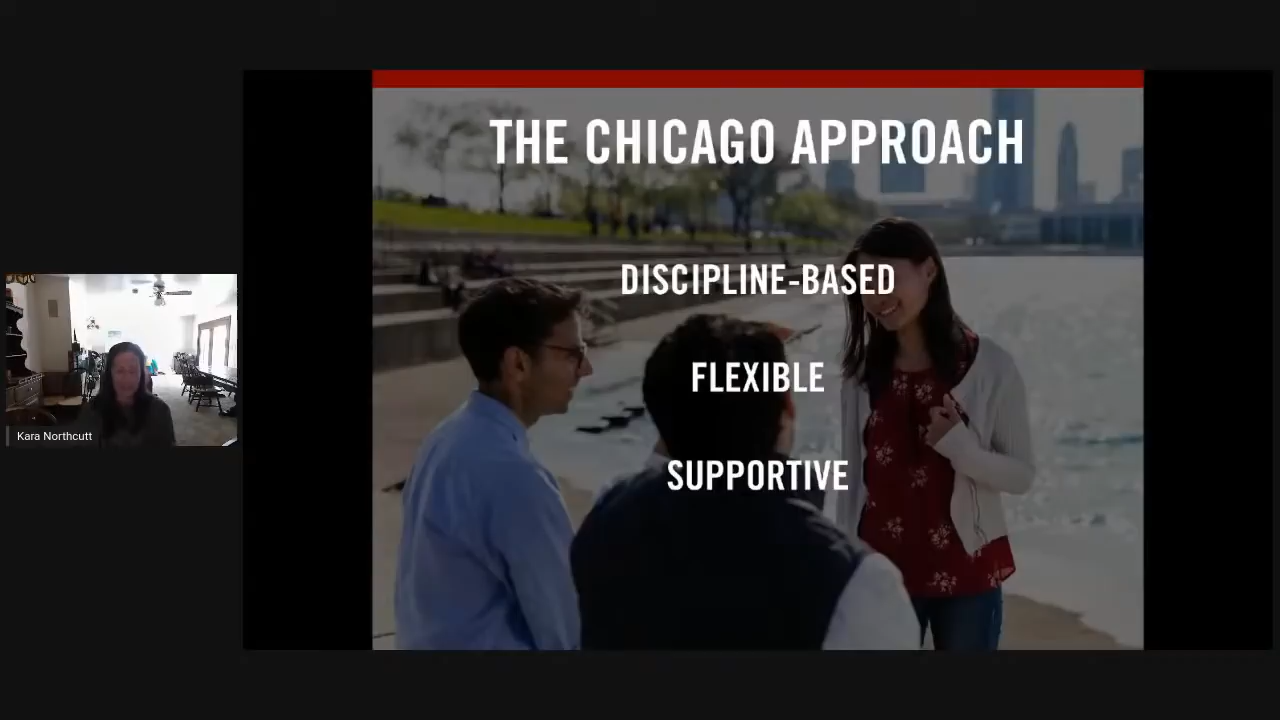 THE CHICAGO APPROACH
DISCIPLINE-BASED
FLEXIBLE
SUPPORTIVE
Kara Northcutt